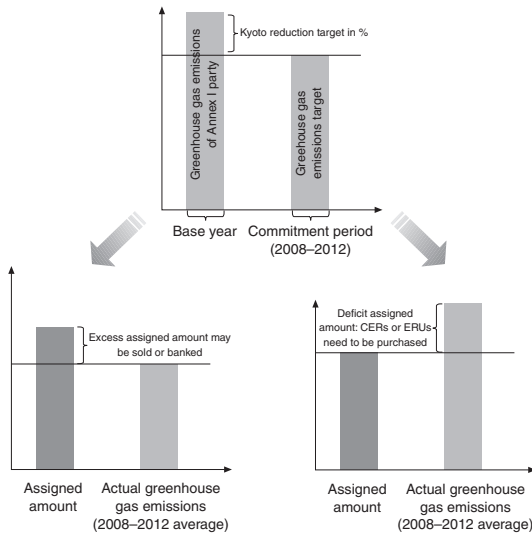 Kyoto reduction target in %
Greenhouse gas emissions
of Annex I party
Greehouse gas
emissions target
Base year
Commitment period
(2008–2012)
Excess assigned amount may
be sold or banked
Assigned
amount
Actual greenhouse
gas emissions
(2008–2012 average)
Deficit assigned
amount: CERs or ERUs
need to be purchased
Assigned
amount
Actual greenhouse
gas emissions
(2008–2012 average)